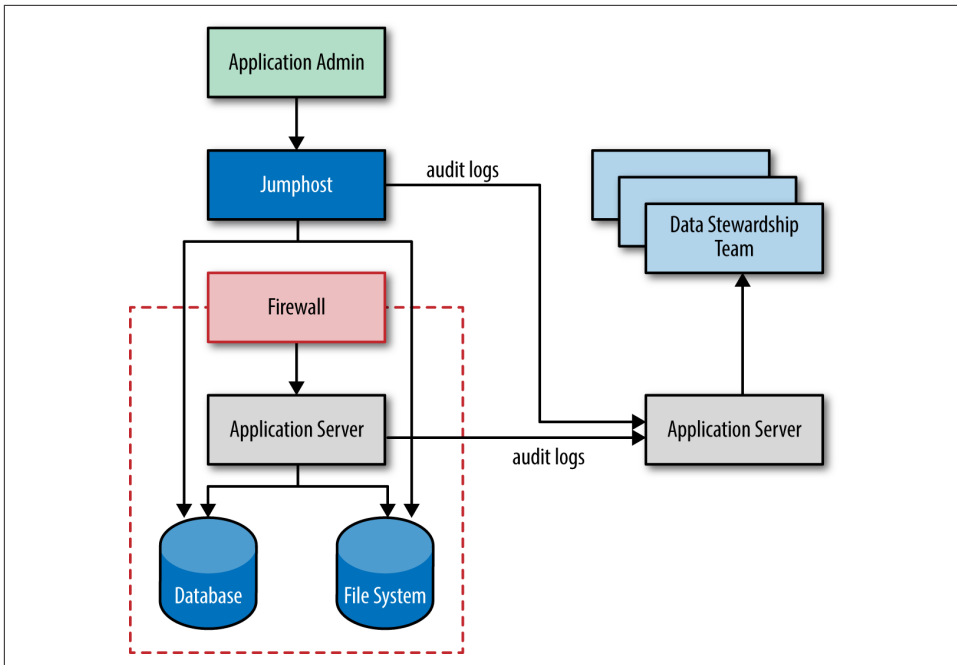 Application Admin
Jumphost
audit logs
Data Stewardship
Team
Firewall
Application Server
audit logs
Application Server
Database
File System